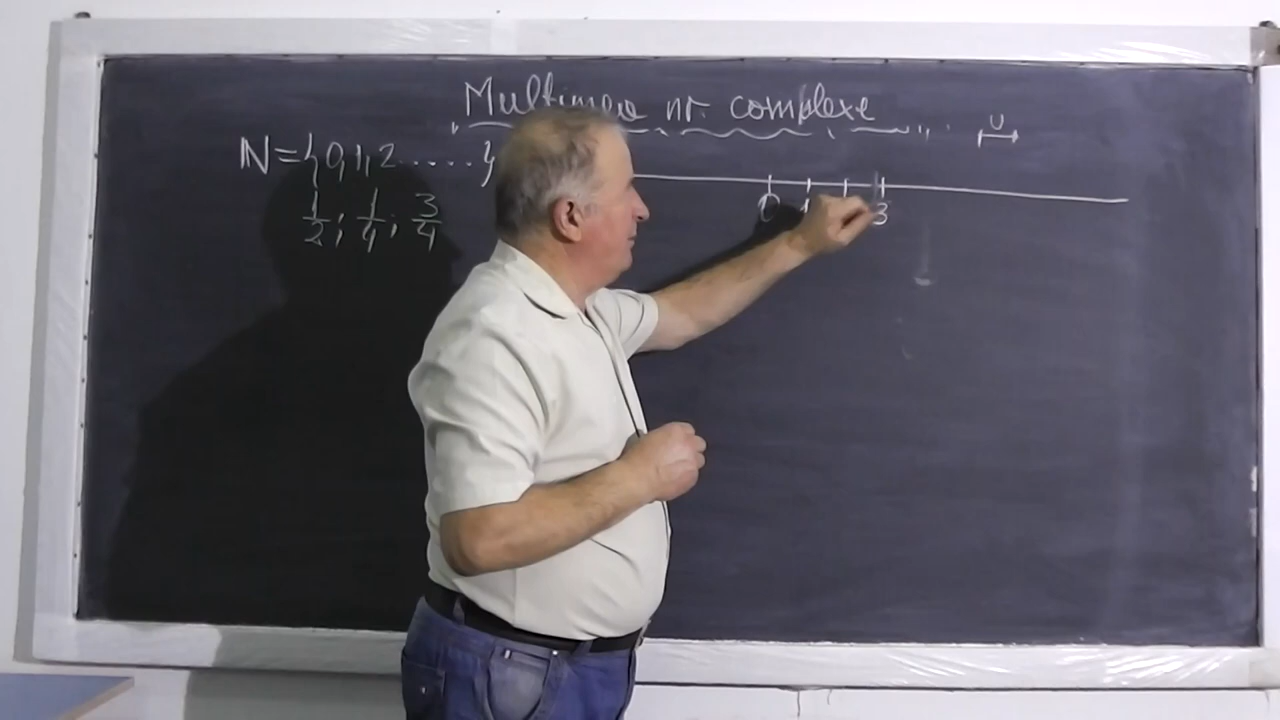 Multimea nr. complexe
U
N = { 0, 1, 2 ..... }
0 1 3
1/2 ; 1/4 ; 3/4